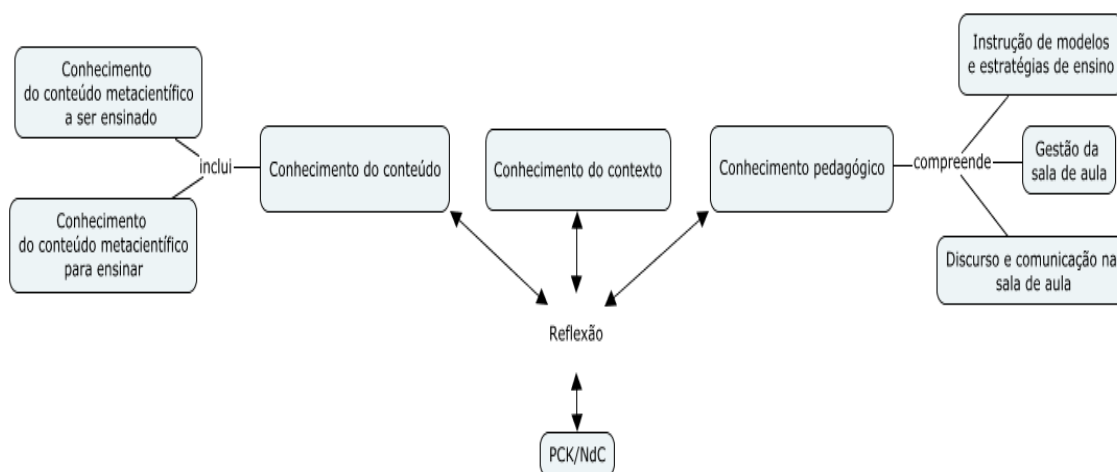 Conhecimento
do conteúdo metacientífico
a ser ensinado
Instrução de modelos
e estratégias de ensino
inclui
Conhecimento do conteúdo
Conhecimento do contexto
Conhecimento pedagógico
compreende
Gestão da
sala de aula
Conhecimento
do conteúdo metacientífico
para ensinar
Discurso e comunicação na
sala de aula
Reflexão
PCK/NdC